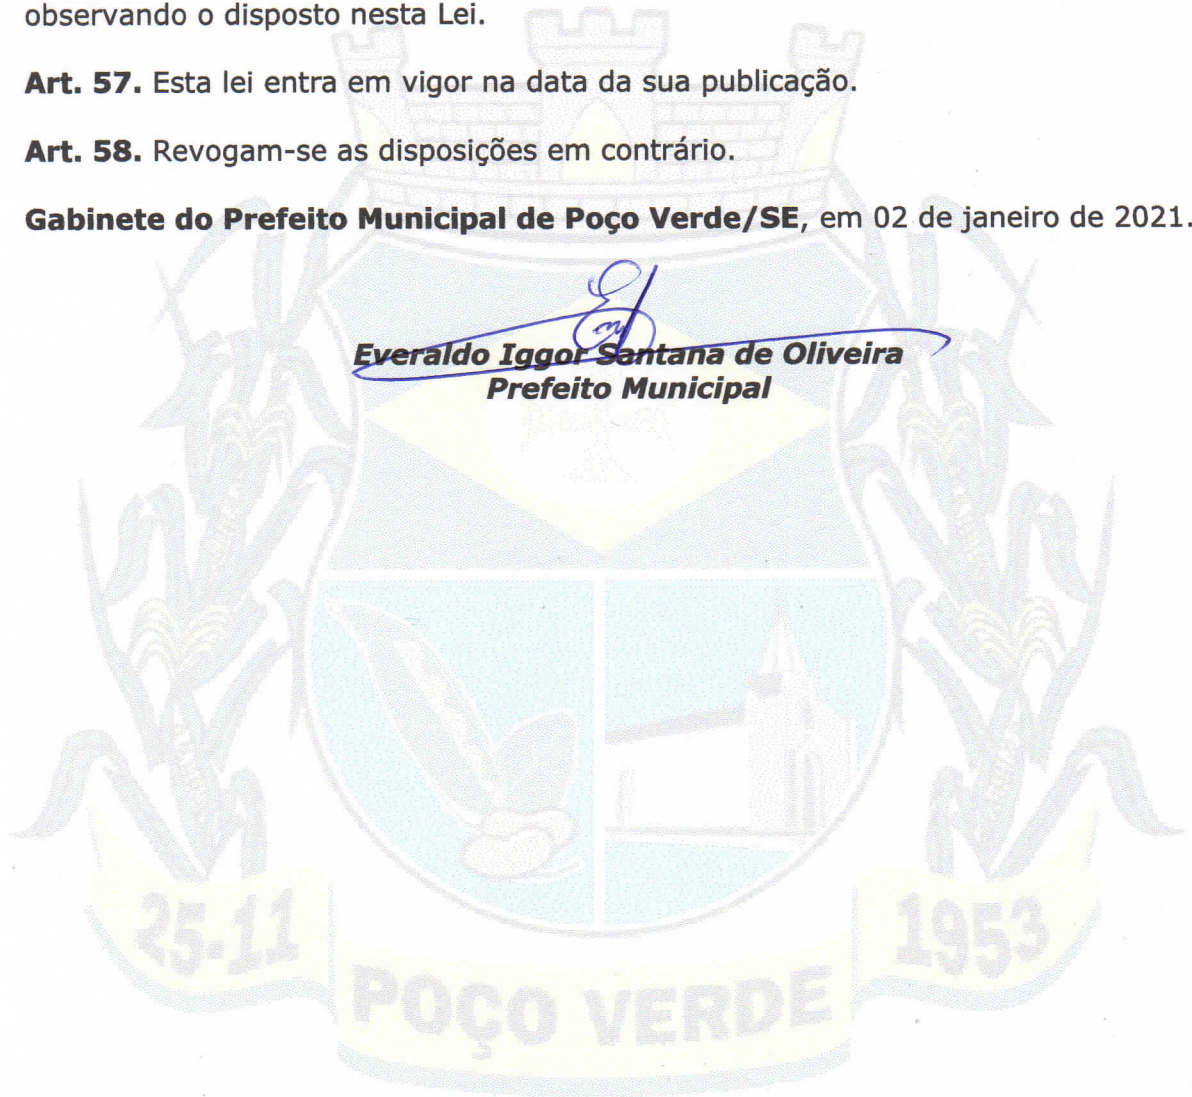 observando o disposto nesta Lei.
Art. 57. Esta lei entra em vigor na data da sua publicação.
Art. 58. Revogam-se as disposições em contrário.
Gabinete do Prefeito Municipal de Poço Verde/SE, em 02 de janeiro de 2021.
Everaldo Iggor Santana de Oliveira
Prefeito Municipal
25-11
1953
POÇO VERDE